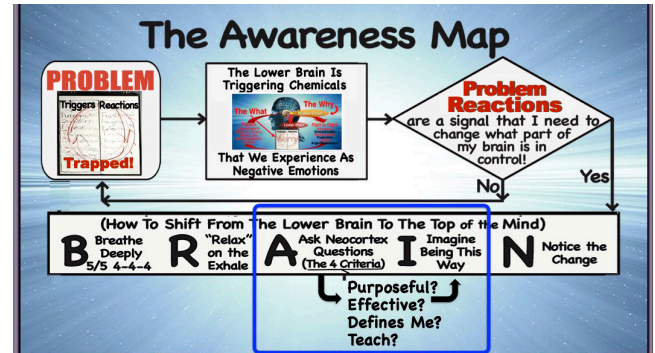 The Awareness Map
PROBLEM
Triggers Reactions
Trapped!
The Lower Brain Is
Triggering Chemicals
The What
The Why
Worry
That We Experience As
Negative Emotions
Problem
Reactions
are a signal that I need to
change what part of
my brain is in
control!
No
Yes
(How To Shift From The Lower Brain To The Top of the Mind)
B Breathe
Deeply
5/5 4-4-4
R "Relax"
on the
Exhale
A Ask Neocortex
Questions
(The 4 Criteria)
I Imagine
Being This
Way
N Notice the
Change
Purposeful?
Effective?
Defines Me?
Teach?